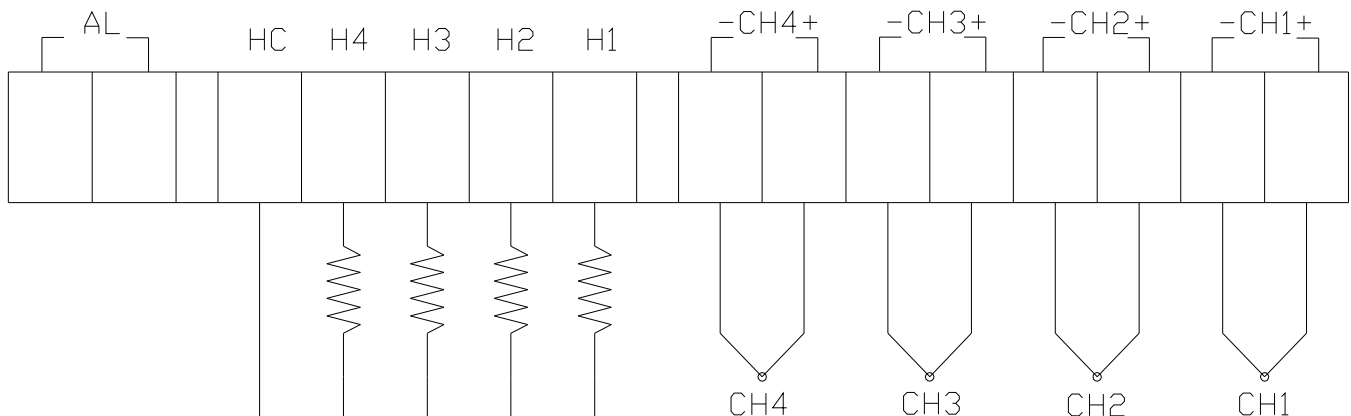 AL HC H4 H3 H2 H1 -CH4+ -CH3+ -CH2+ -CH1+
CH4 CH3 CH2 CH1